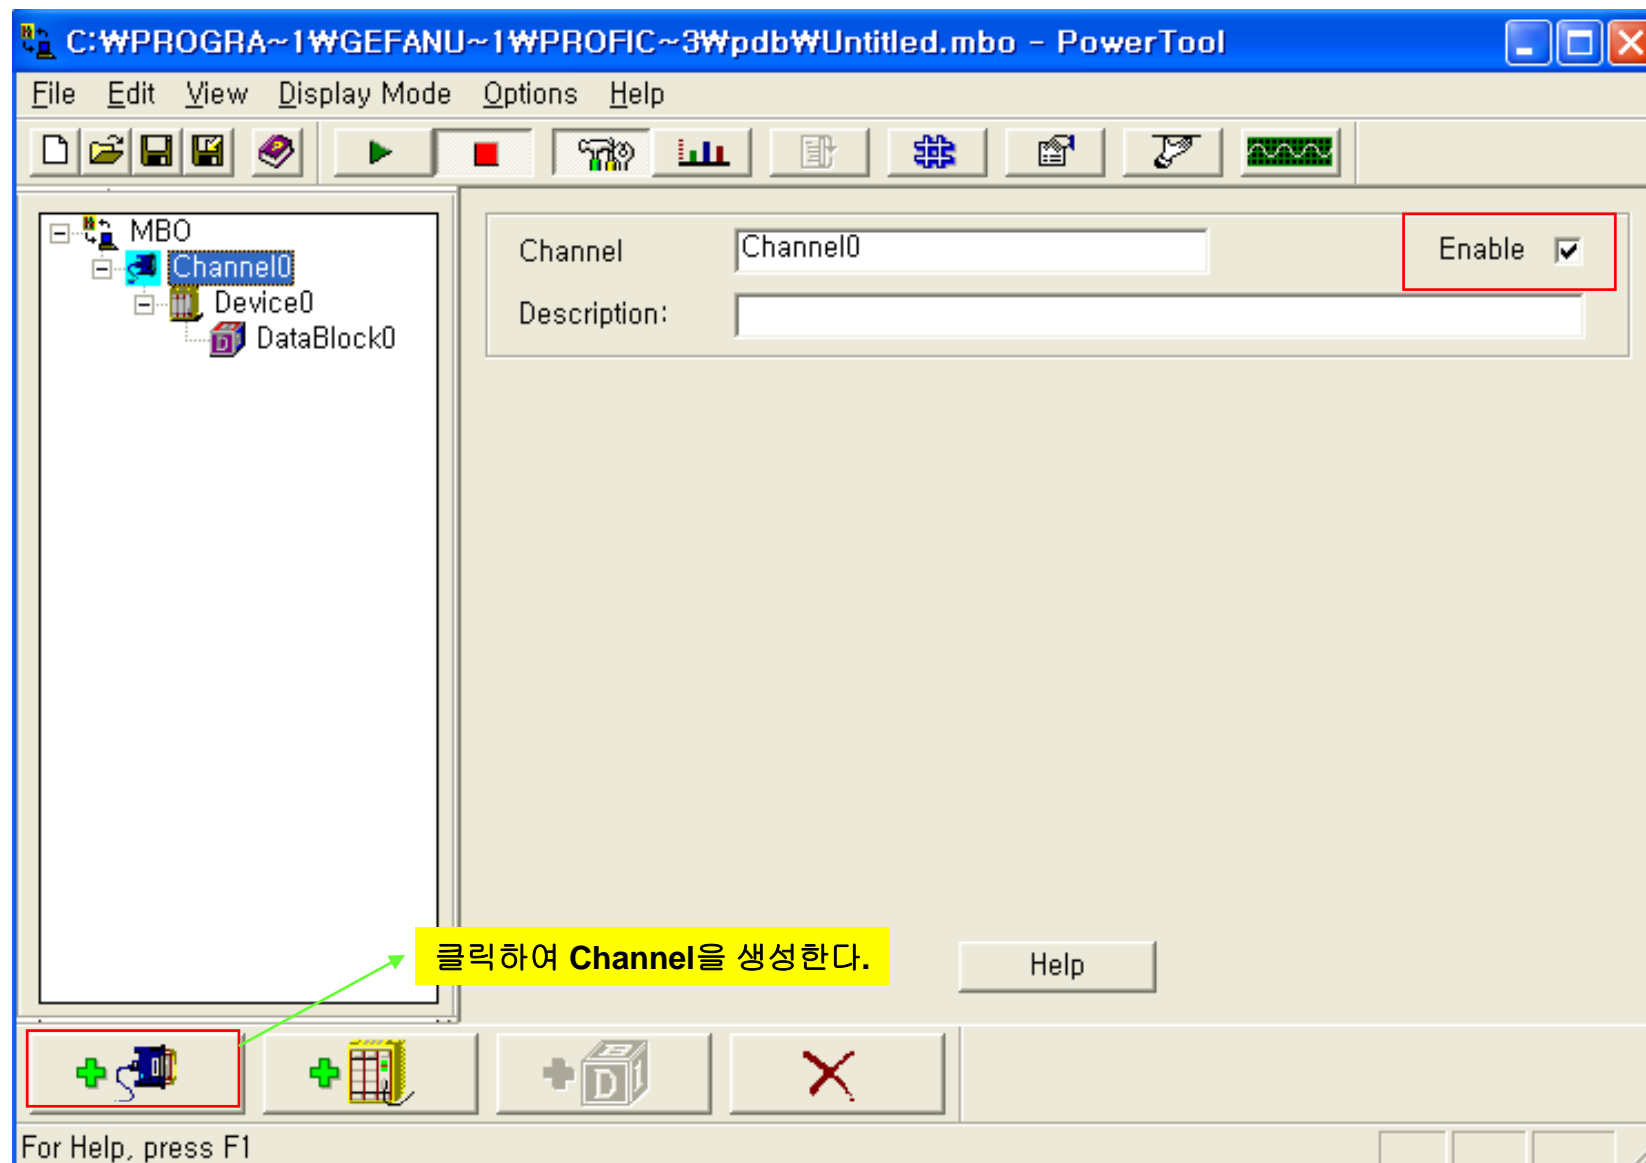 C:₩PROGRA~1₩GEFANU~1₩PROFIC~3₩pdb₩Untitled.mbo - PowerTool
File Edit View Display Mode Options Help
MBO
Channel0
Device0
DataBlock0
Channel Channel0 Enable
Description:
클릭하여 Channel을 생성한다.
Help
For Help, press F1